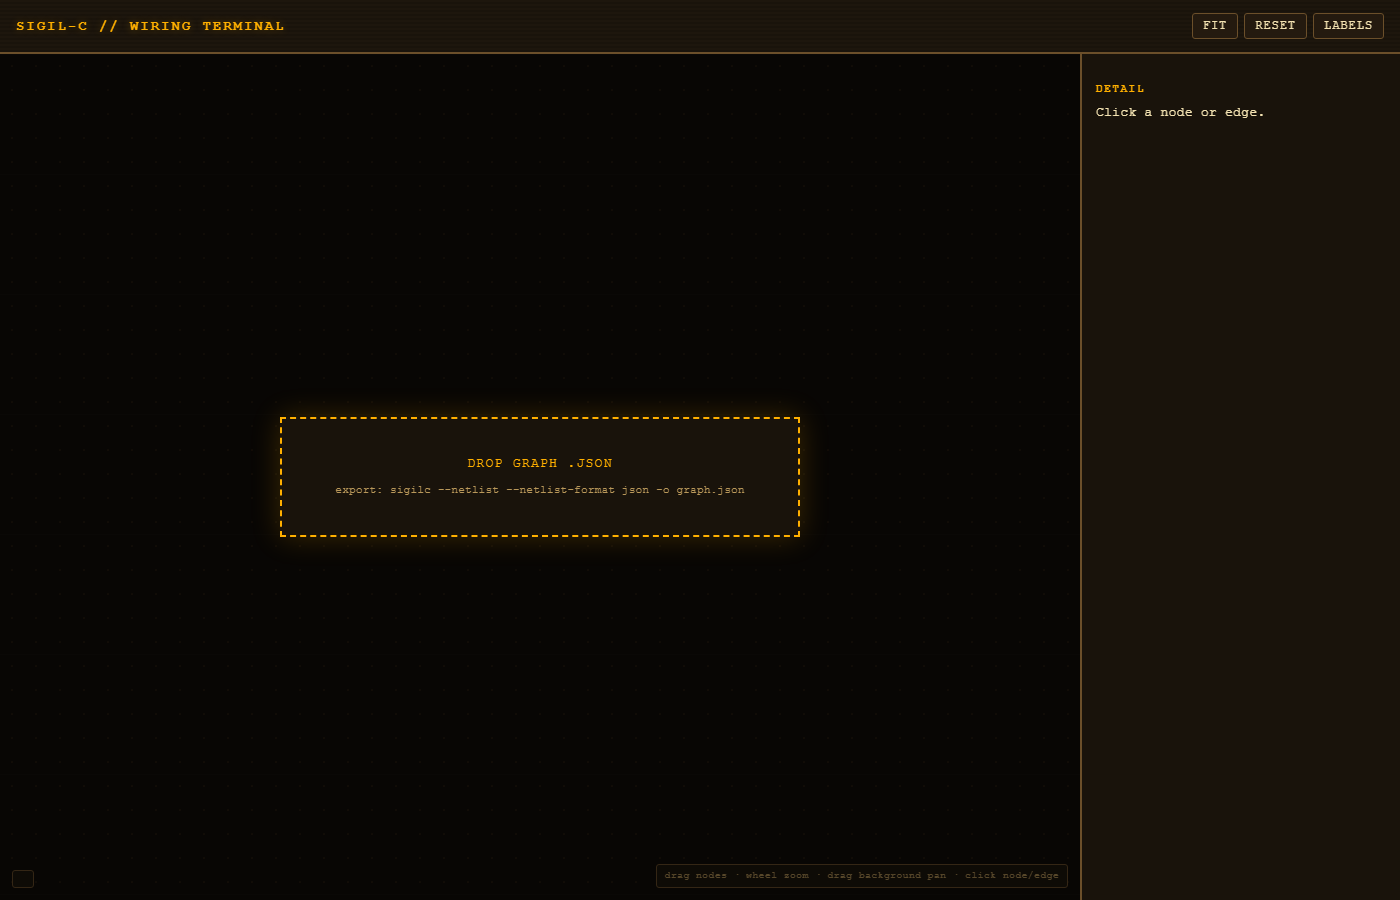 SIGIL-C // WIRING TERMINAL
FIT
RESET
LABELS
DETAIL
Click a node or edge.
DROP GRAPH .JSON
export: sigilc --netlist --netlist-format json -o graph.json
drag nodes · wheel zoom · drag background pan · click node/edge